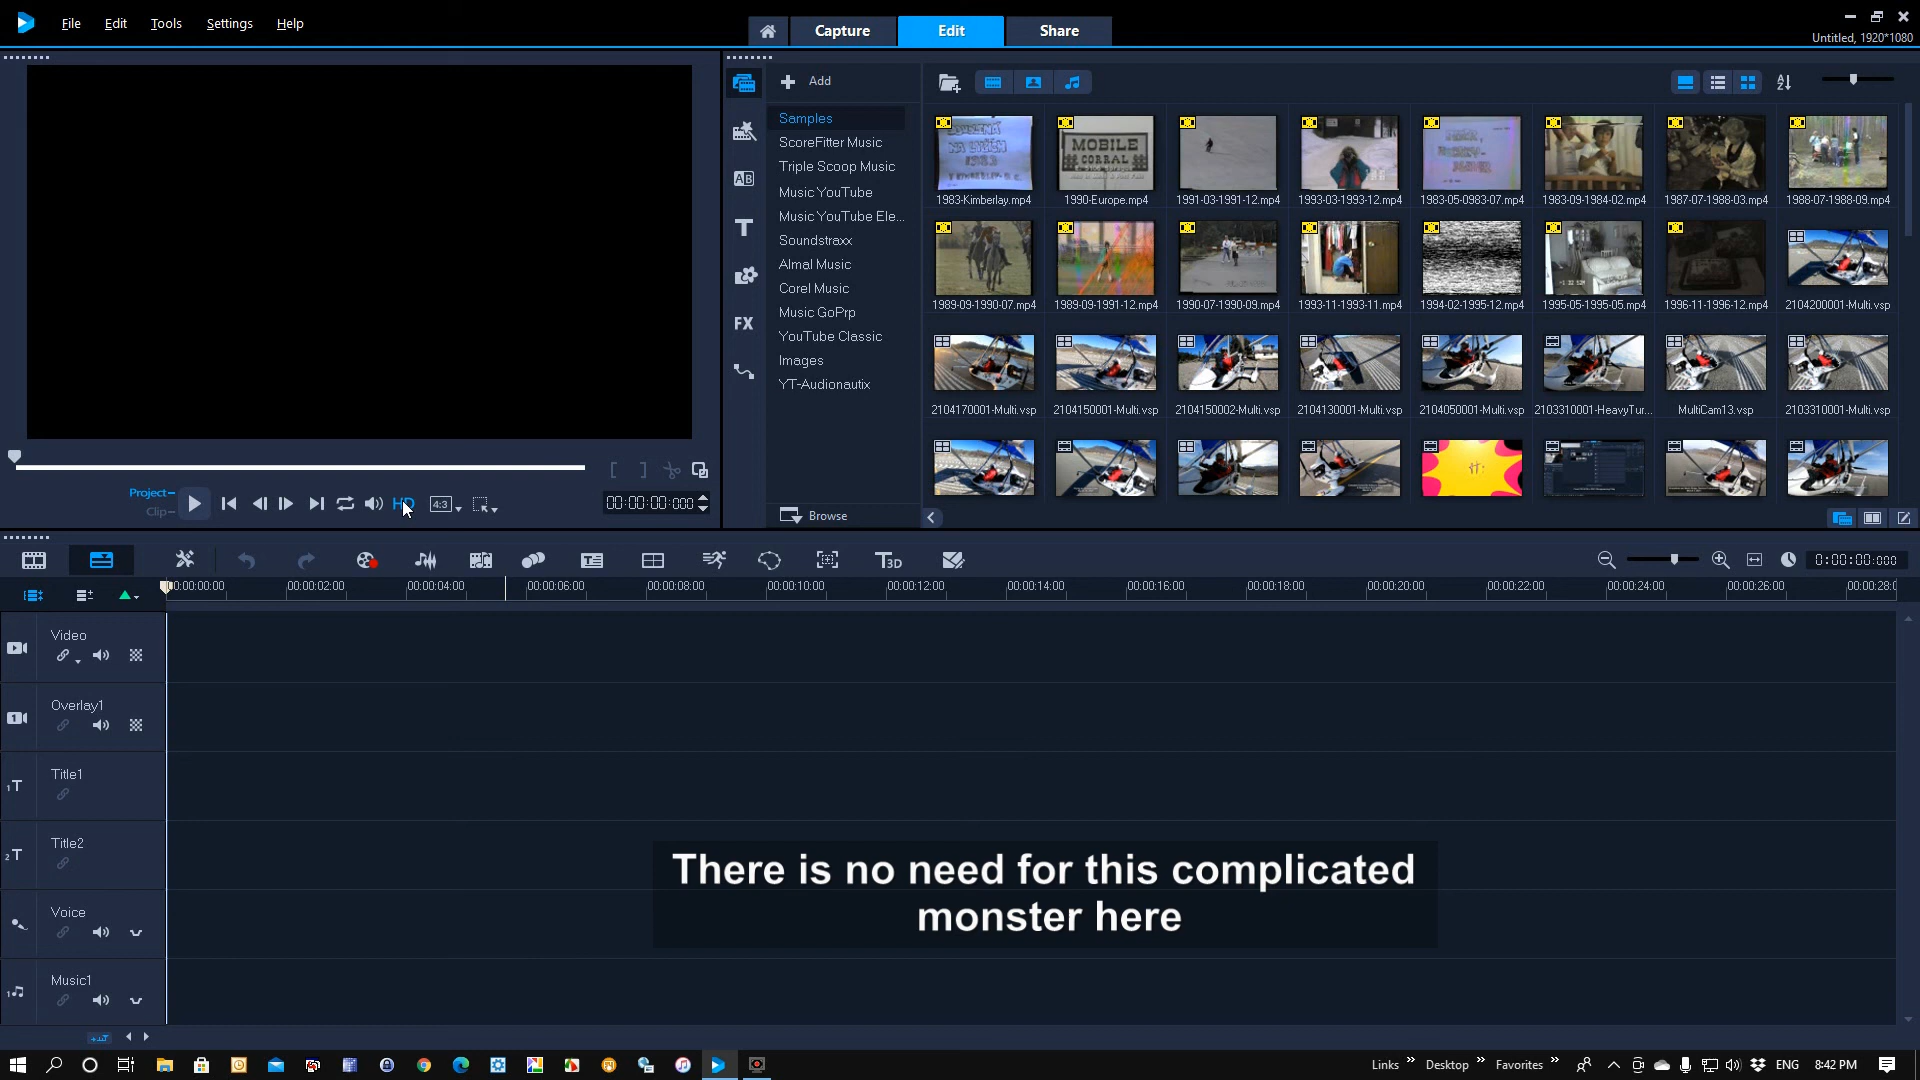 File Edit Tools Settings Help
Capture Edit Share
Untitled, 1920*1080
Add
Samples
ScoreFitter Music
Triple Scoop Music
Music YouTube
Music YouTube Ele...
Soundstraxx
Almal Music
Corel Music
Music GoPrp
YouTube Classic
Images
YT-Audionautix
Browse
MOBILE
CORRAL
1983-Kimberlay.mp4 1990-Europe.mp4 1991-03-1991-12.mp4 1993-03-1993-12.mp4 1983-05-0983-07.mp4 1983-09-1984-02.mp4 1987-07-1988-03.mp4 1988-07-1988-09.mp4
1989-09-1990-07.mp4 1989-09-1991-12.mp4 1990-07-1990-09.mp4 1993-11-1993-11.mp4 1994-02-1995-12.mp4 1995-05-1995-05.mp4 1996-11-1996-12.mp4 2104200001-Multi.vsp
2104170001-Multi.vsp 2104150001-Multi.vsp 2104150002-Multi.vsp 2104130001-Multi.vsp 2104050001-Multi.vsp 2103310001-HeavyTur... MultiCam13.vsp 2103310001-Multi.vsp
Project
Clip
HD 4:3
00:00:00:000
AB
T
FX
T3D
0:00:00:000
00:00:00:00 00:00:02:00 00:00:04:00 00:00:06:00 00:00:08:00 00:00:10:00 00:00:12:00 00:00:14:00 00:00:16:00 00:00:18:00 00:00:20:00 00:00:22:00 00:00:24:00 00:00:26:00 00:00:28:0
Video
Overlay1
Title1
Title2
Voice
Music1
There is no need for this complicated
monster here
Links Desktop Favorites ENG 8:42 PM